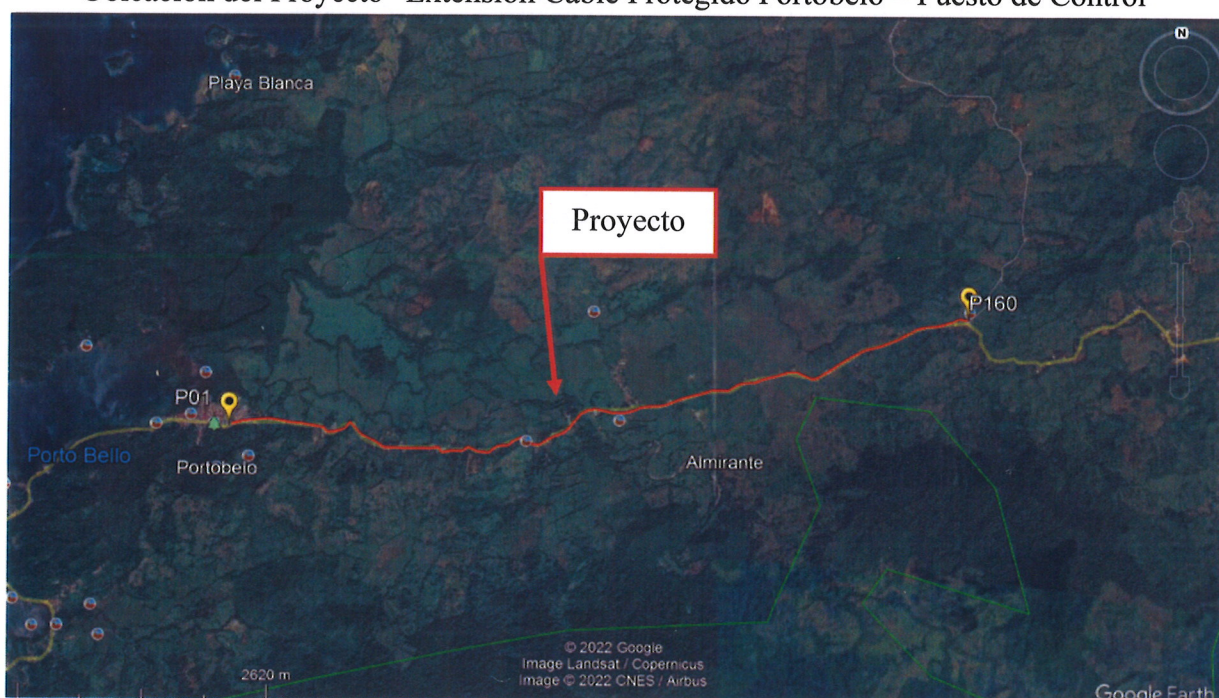 Ubicación del Proyecto "Extensión Cable Protegido Portobelo – Puesto de Control"
N
Playa Blanca
Proyecto
P160
P01
Porto Bello
Portobelo
Almirante
© 2022 Google
Image Landsat / Copernicus
Image © 2022 CNES / Airbus
2620 m
Google Earth